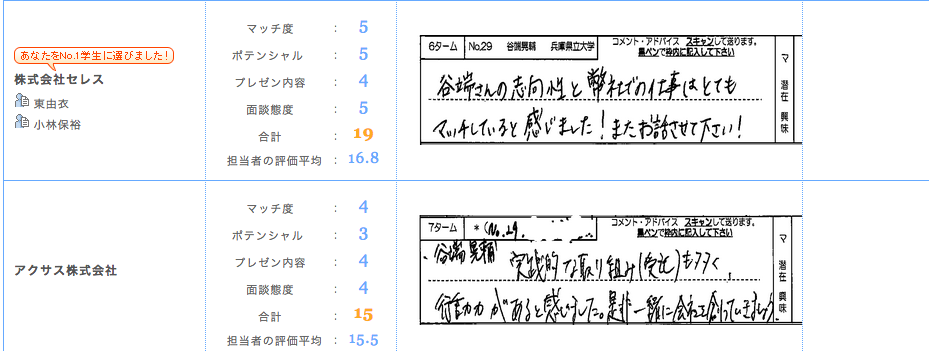 あなたをNo.1学生に選びました!
株式会社セレス
東由衣
小林保裕
マッチ度 : 5
ポテンシャル : 5
プレゼン内容 : 4
面談態度 : 5
合計 : 19
担当者の評価平均 : 16.8
6ターム No.29 谷端晃輔 兵庫県立大学
コメント・アドバイス スキャンして送ります。
黒ペンで枠内に記入して下さい
谷端さんの志向性と弊社での仕事はとても
マッチしていると感じました!またお話させて下さい!
マ 潜在 興味
アクサス株式会社
マッチ度 : 4
ポテンシャル : 3
プレゼン内容 : 4
面談態度 : 4
合計 : 15
担当者の評価平均 : 15.5
7ターム *(No.29.
コメント・アドバイス スキャンして送ります。
黒ペンで枠内に記入して下さい
谷端晃輔
実践的な取り組み(実社)も多く、
行動力があると感じました。是非一緒に会社を創っていきましょう.
マ 潜在 興味